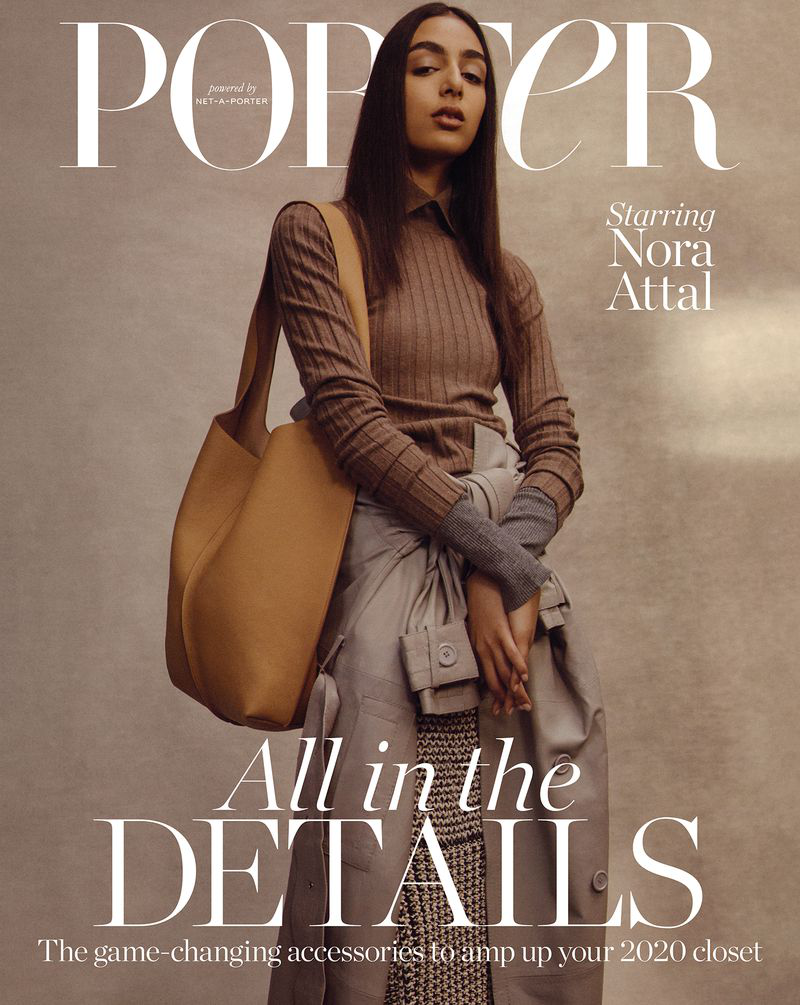 PORTER
powered by
NET-A-PORTER
Starring
Nora
Attal
All in the
DETAILS
The game-changing accessories to amp up your 2020 closet